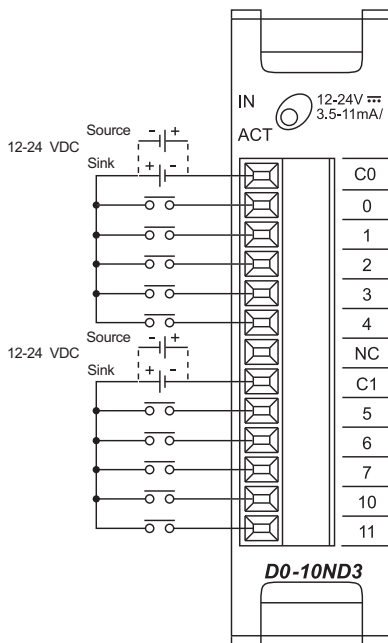 IN
12-24V
3.5-11mA/
ACT
Source - +
12-24 VDC
Sink + -
C0
0
1
2
3
4
Source - +
NC
12-24 VDC
Sink + -
C1
5
6
7
10
11
D0-10ND3